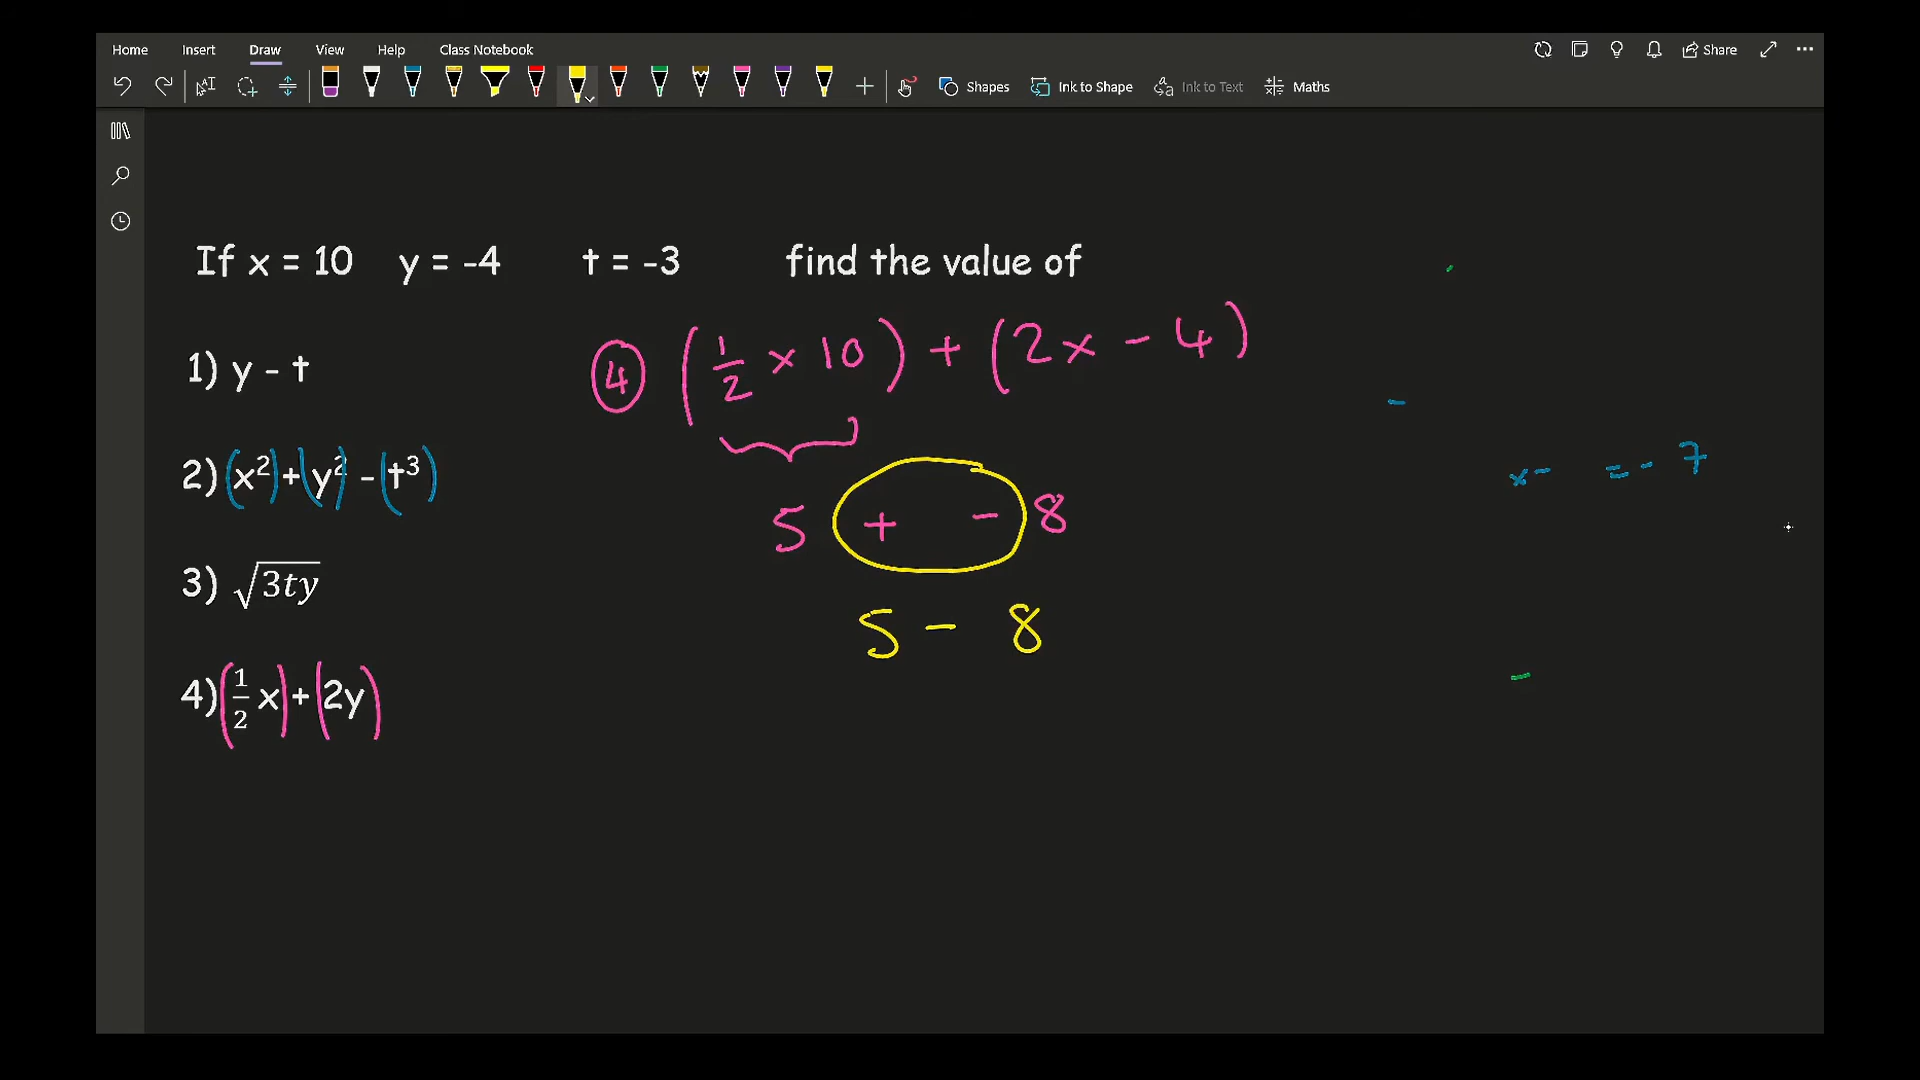 Home Insert Draw View Help Class Notebook Share
Shapes Ink to Shape Ink to Text Maths
If x = 10 y = -4 t = -3 find the value of
④ (1/2 × 10) + (2x - 4)
1) y - t
2) (x²)+(y²) - (t³)
x- = - 7
5 + - 8
3) √3ty
5 - 8
4) (1/2 x) + (2y)